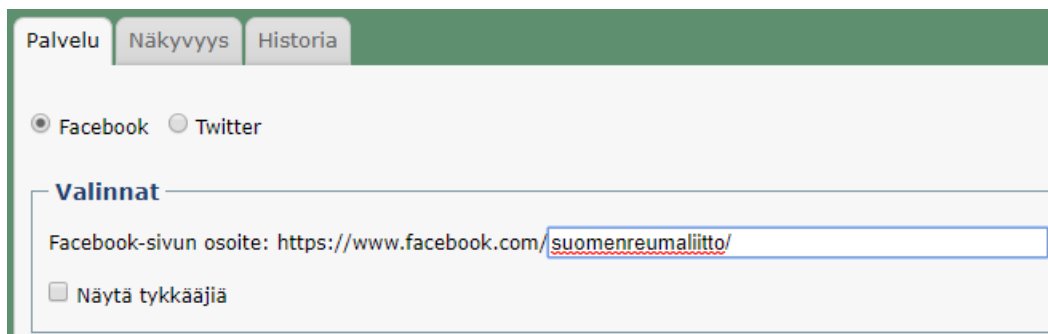 Palvelu Näkyvyys Historia
Facebook Twitter
Valinnat
Facebook-sivun osoite: https://www.facebook.com/suomenreumaliitto/
Näytä tykkääjiä